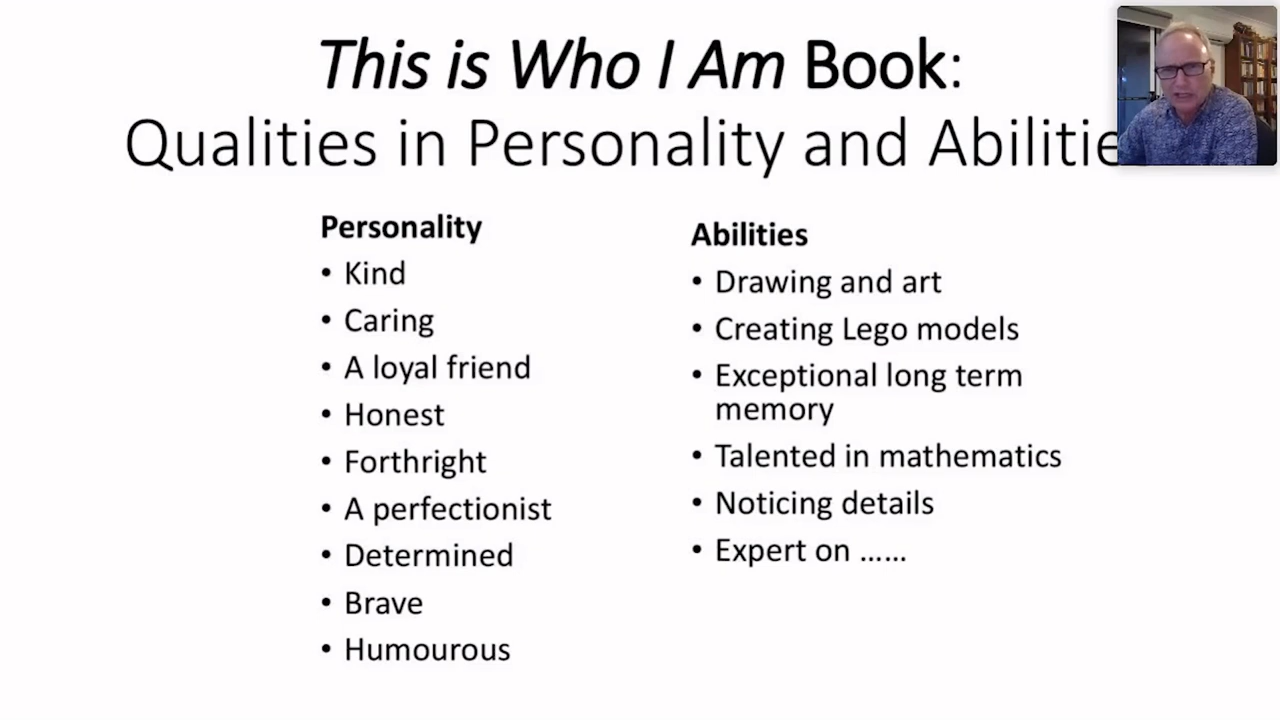 This is Who I Am Book:
Qualities in Personality and Abilitie
Personality
• Kind
• Caring
• A loyal friend
• Honest
• Forthright
• A perfectionist
• Determined
• Brave
• Humourous
Abilities
• Drawing and art
• Creating Lego models
• Exceptional long term
memory
• Talented in mathematics
• Noticing details
• Expert on ......